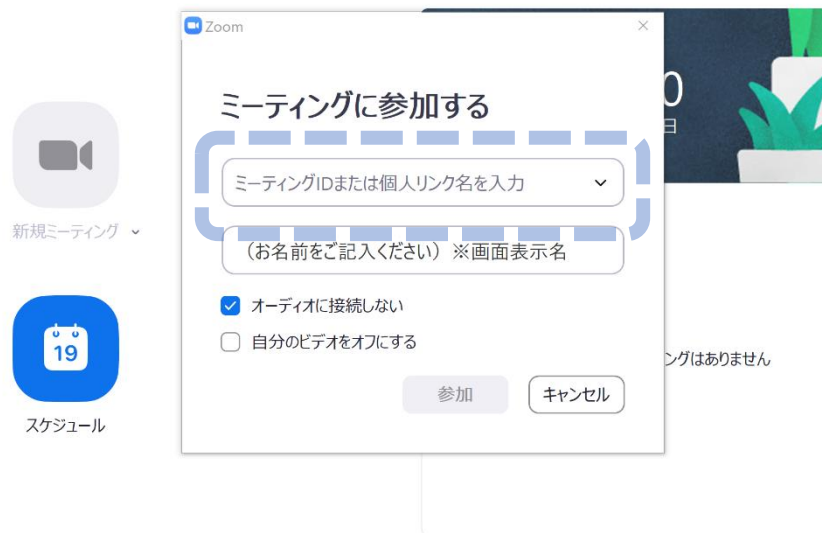 Zoom
ミーティングに参加する
0
日
ミーティングIDまたは個人リンク名を入力
新規ミーティング
(お名前をご記入ください) ※画面表示名
オーディオに接続しない
自分のビデオをオフにする
19
ングはありません
参加
キャンセル
スケジュール